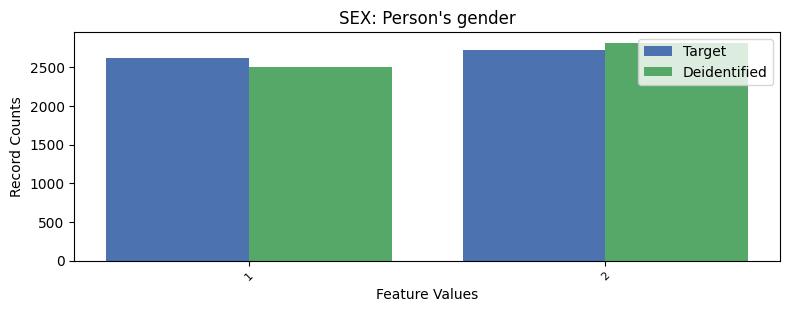 SEX: Person's gender
Target
Deidentified
Record Counts
2500
2000
1500
1000
500
0
1
2
Feature Values